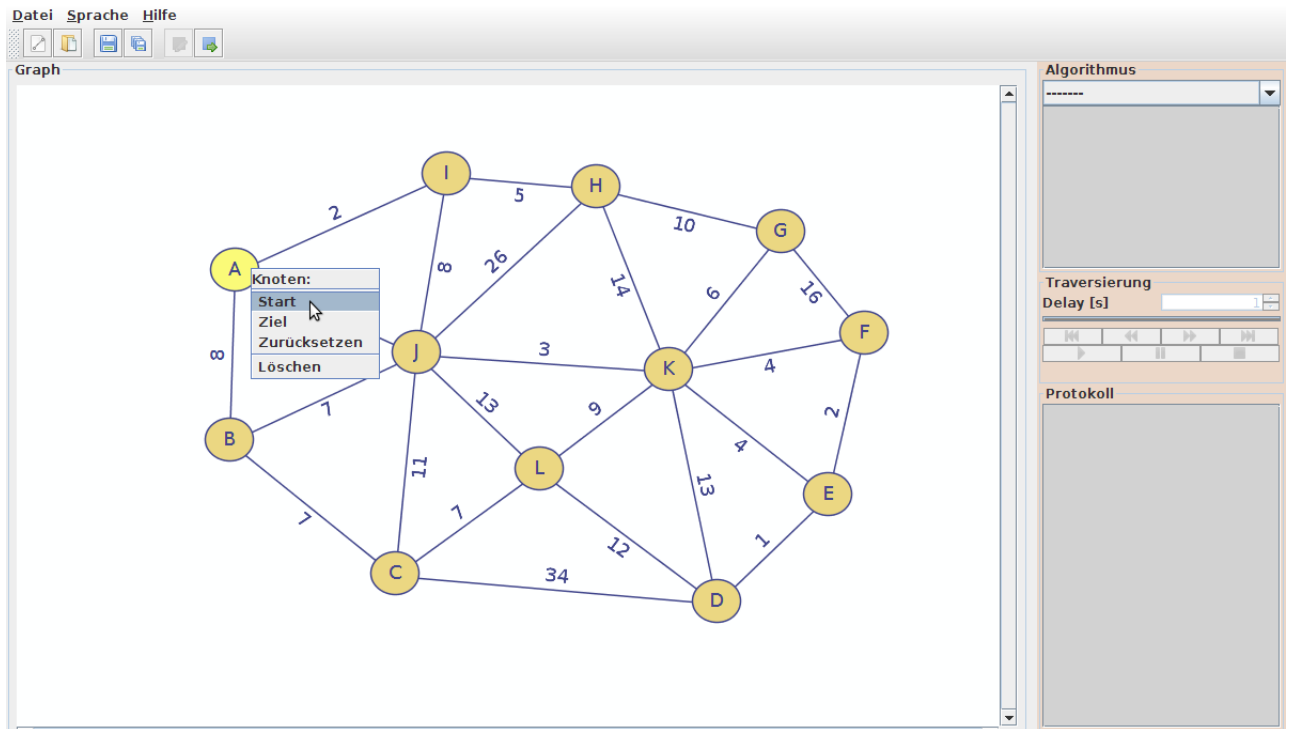 Datei Sprache Hilfe
Graph
Algorithmus
-------
I
5
H
2
10
G
A
8
26
14
6
16
Knoten:
Start
Ziel
Zurücksetzen
Löschen
Traversierung
Delay [s]
1
F
8
J
3
K
4
7
13
9
2
B
11
4
L
13
E
7
7
12
1
C
34
D
Protokoll